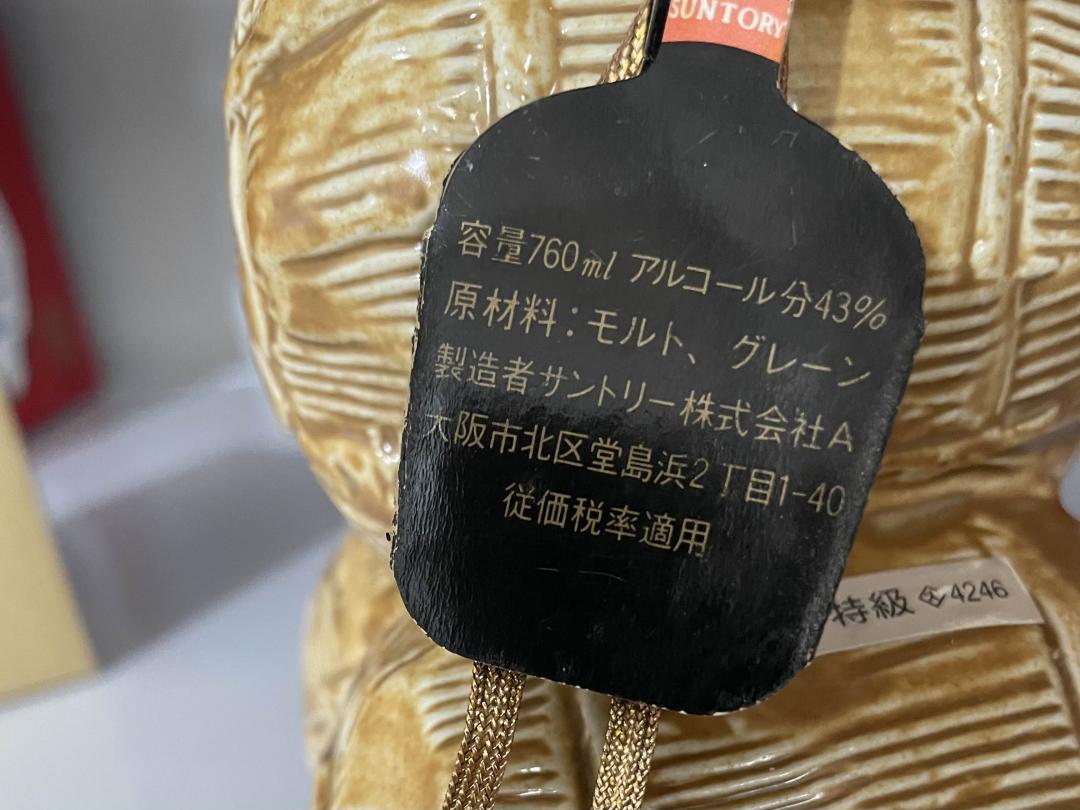 SUNTORY
容量760ml アルコール分43%
原材料：モルト、グレーン
製造者サントリー株式会社A
大阪市北区堂島浜2丁目1-40
従価税率適用
特級 4246